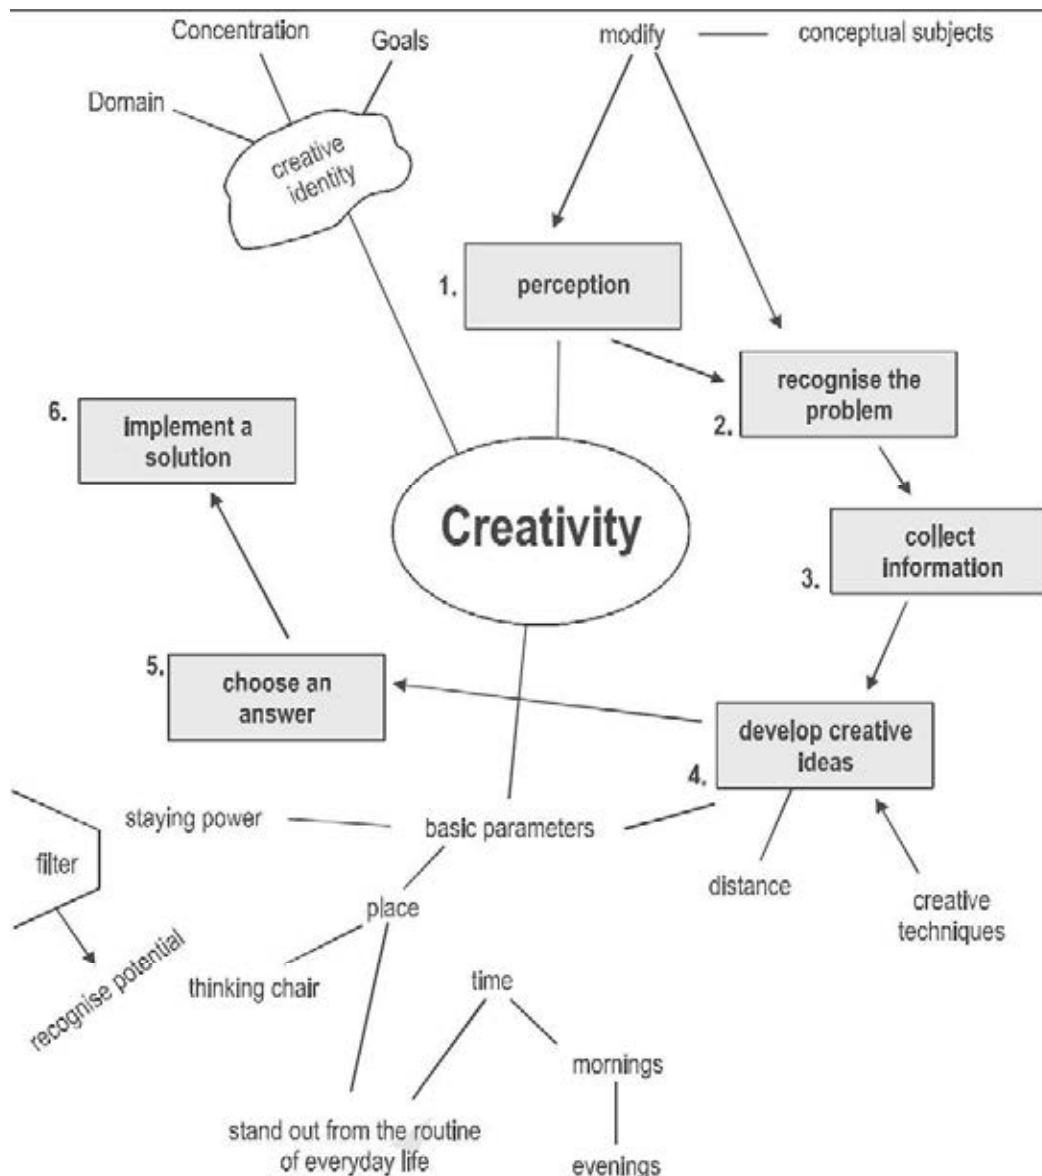 Concentration
Goals
modify
conceptual subjects
Domain
creative
identity
1.
perception
recognise the
problem
2.
6.
implement a
solution
Creativity
collect
information
3.
5.
choose an
answer
develop creative
ideas
4.
staying power
basic parameters
filter
distance
creative
techniques
place
recognise potential
thinking chair
time
mornings
stand out from the routine
of everyday life
evenings